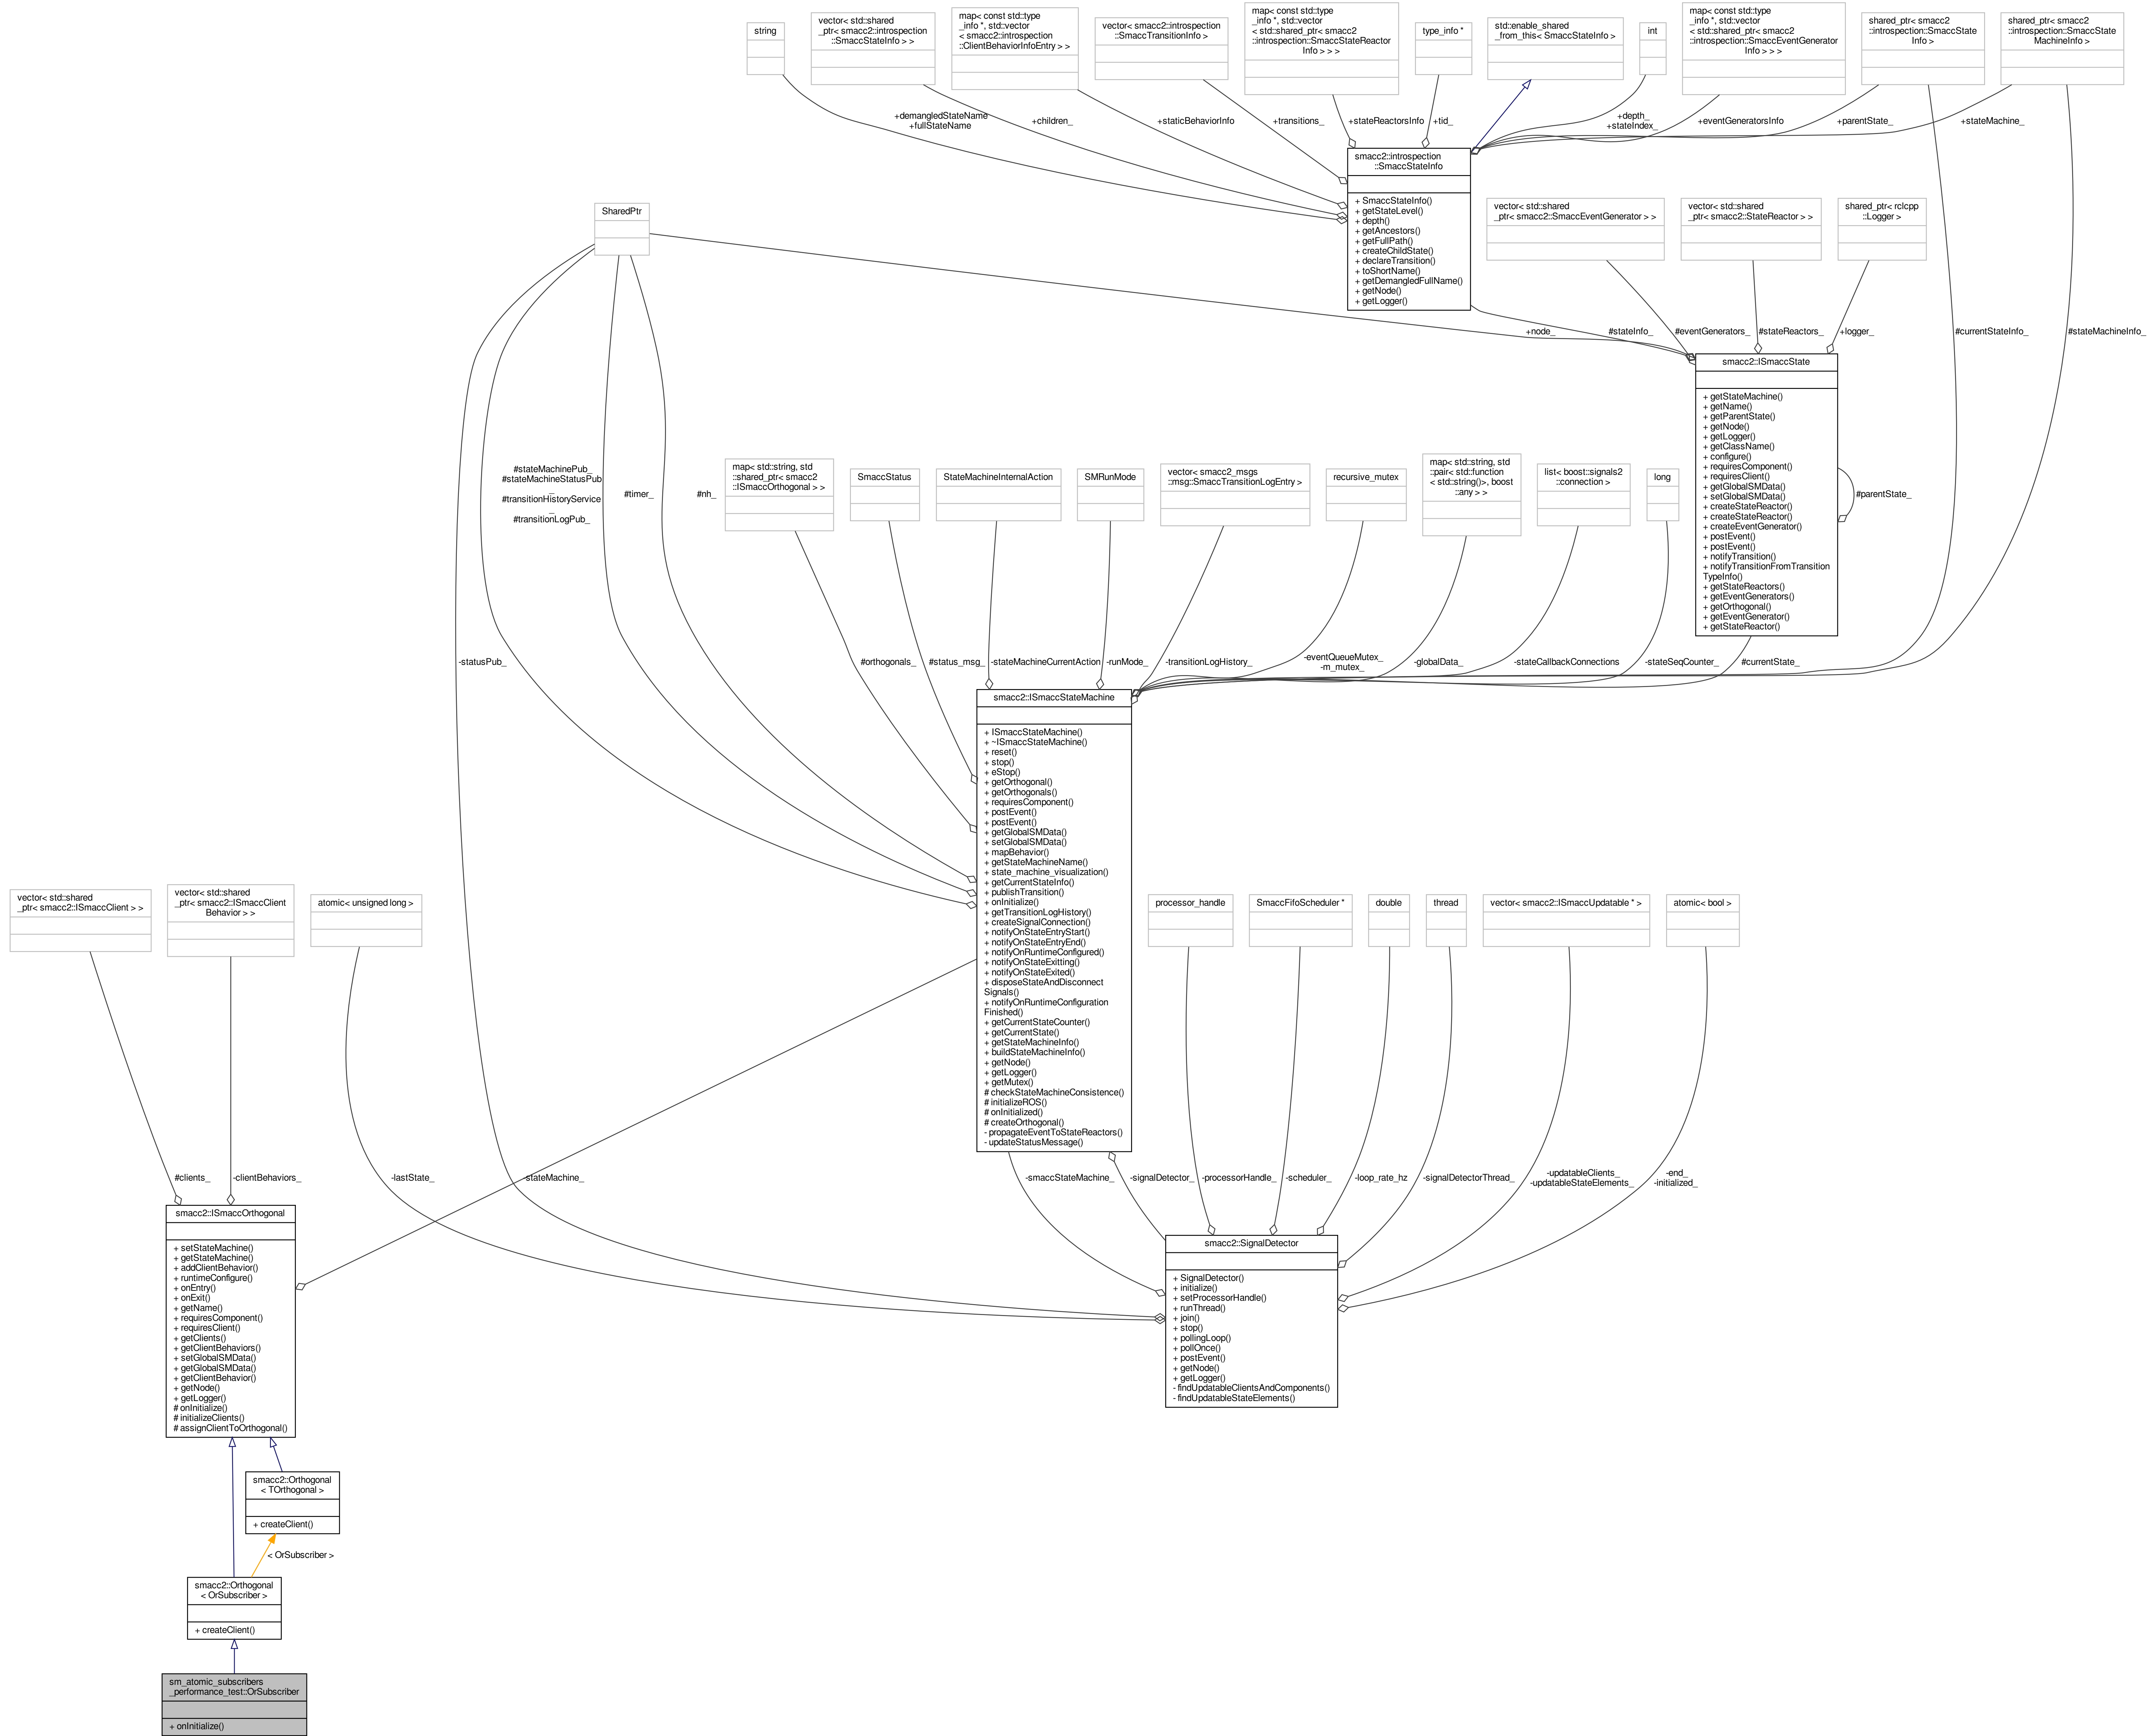 string
vector< std::shared
_ptr< smacc2::introspection
::SmaccStateInfo > >
map< const std::type
_info *, std::vector
< smacc2::introspection
::ClientBehaviorInfoEntry > >
vector< smacc2::introspection
::SmaccTransitionInfo >
map< const std::type
_info *, std::vector
< std::shared_ptr< smacc2
::introspection::SmaccStateReactor
Info > > >
type_info *
std::enable_shared
_from_this< SmaccStateInfo >
int
map< const std::type
_info *, std::vector
< std::shared_ptr< smacc2
::introspection::SmaccEventGenerator
Info > > >
shared_ptr< smacc2
::introspection::SmaccState
Info >
shared_ptr< smacc2
::introspection::SmaccState
MachineInfo >
+demangledStateName
+fullStateName
+children_
+staticBehaviorInfo
+transitions_
+stateReactorsInfo
+tid_
+depth_
+stateIndex_
+eventGeneratorsInfo
+parentState_
+stateMachine_
smacc2::introspection
::SmaccStateInfo
+ SmaccStateInfo()
+ getStateLevel()
+ depth()
+ getAncestors()
+ getFullPath()
+ createChildState()
+ declareTransition()
+ toShortName()
+ getDemangledFullName()
+ getNode()
+ getLogger()
SharedPtr
vector< std::shared
_ptr< smacc2::SmaccEventGenerator > >
vector< std::shared
_ptr< smacc2::StateReactor > >
shared_ptr< rclcpp
::Logger >
+node_
#stateInfo_
#eventGenerators_
#stateReactors_
+logger_
#currentStateInfo_
#stateMachineInfo_
smacc2::ISmaccState
+ getStateMachine()
+ getName()
+ getParentState()
+ getNode()
+ getLogger()
+ getClassName()
+ configure()
+ requiresComponent()
+ requiresClient()
+ getGlobalSMData()
+ setGlobalSMData()
+ createStateReactor()
+ createStateReactor()
+ createEventGenerator()
+ postEvent()
+ postEvent()
+ notifyTransition()
+ notifyTransitionFromTransition
TypeInfo()
+ getStateReactors()
+ getEventGenerators()
+ getOrthogonal()
+ getEventGenerator()
+ getStateReactor()
#parentState_
#stateMachinePub_
#stateMachineStatusPub
_
#transitionHistoryService
_
#transitionLogPub_
#timer_
#nh_
map< std::string, std
::shared_ptr< smacc2
::ISmaccOrthogonal > >
SmaccStatus
StateMachineInternalAction
SMRunMode
vector< smacc2_msgs
::msg::SmaccTransitionLogEntry >
recursive_mutex
map< std::string, std
::pair< std::function
< std::string()>, boost
::any > >
list< boost::signals2
::connection >
long
-statusPub_
#orthogonals_
#status_msg_
-stateMachineCurrentAction
-runMode_
-transitionLogHistory_
-eventQueueMutex_
-m_mutex_
-globalData_
-stateCallbackConnections
-stateSeqCounter_
#currentState_
smacc2::ISmaccStateMachine
+ ISmaccStateMachine()
+ ~ISmaccStateMachine()
+ reset()
+ stop()
+ eStop()
+ getOrthogonal()
+ getOrthogonals()
+ requiresComponent()
+ postEvent()
+ postEvent()
+ getGlobalSMData()
+ setGlobalSMData()
+ mapBehavior()
+ getStateMachineName()
+ state_machine_visualization()
+ getCurrentStateInfo()
+ publishTransition()
+ onInitialize()
+ getTransitionLogHistory()
+ createSignalConnection()
+ notifyOnStateEntryStart()
+ notifyOnStateEntryEnd()
+ notifyOnRuntimeConfigured()
+ notifyOnStateExitting()
+ notifyOnStateExited()
+ disposeStateAndDisconnect
Signals()
+ notifyOnRuntimeConfiguration
Finished()
+ getCurrentStateCounter()
+ getCurrentState()
+ getStateMachineInfo()
+ buildStateMachineInfo()
+ getNode()
+ getLogger()
+ getMutex()
# checkStateMachineConsistence()
# initializeROS()
# onInitialized()
# createOrthogonal()
- propagateEventToStateReactors()
- updateStatusMessage()
vector< std::shared
_ptr< smacc2::ISmaccClient > >
vector< std::shared
_ptr< smacc2::ISmaccClient
Behavior > >
atomic< unsigned long >
processor_handle
SmaccFifoScheduler *
double
thread
vector< smacc2::ISmaccUpdatable * >
atomic< bool >
#clients_
-clientBehaviors_
-lastState_
-stateMachine_
-smaccStateMachine_
-signalDetector_
-processorHandle_
-scheduler_
-loop_rate_hz
-signalDetectorThread_
-updatableClients_
-updatableStateElements_
-end_
-initialized_
smacc2::ISmaccOrthogonal
+ setStateMachine()
+ getStateMachine()
+ addClientBehavior()
+ runtimeConfigure()
+ onEntry()
+ onExit()
+ getName()
+ requiresComponent()
+ requiresClient()
+ getClients()
+ getClientBehaviors()
+ setGlobalSMData()
+ getGlobalSMData()
+ getClientBehavior()
+ getNode()
+ getLogger()
# onInitialize()
# initializeClients()
# assignClientToOrthogonal()
smacc2::SignalDetector
+ SignalDetector()
+ initialize()
+ setProcessorHandle()
+ runThread()
+ join()
+ stop()
+ pollingLoop()
+ pollOnce()
+ postEvent()
+ getNode()
+ getLogger()
- findUpdatableClientsAndComponents()
- findUpdatableStateElements()
smacc2::Orthogonal
< TOrthogonal >
+ createClient()
< OrSubscriber >
smacc2::Orthogonal
< OrSubscriber >
+ createClient()
sm_atomic_subscribers
_performance_test::OrSubscriber
+ onInitialize()